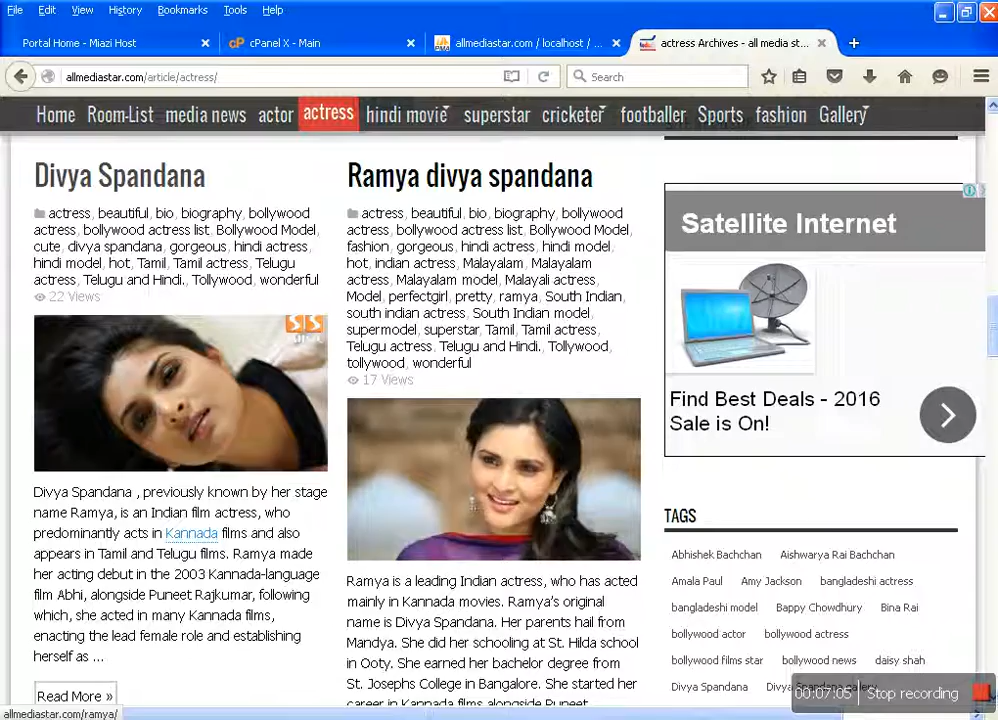 File Edit View History Bookmarks Tools Help
Portal Home - Miazi Host
cPanel X - Main
allmediastar.com / localhost / ...
actress Archives - all media st...
allmediastar.com/article/actress/
Search
Home Room-List media news actor actress hindi movie superstar cricketer footballer Sports fashion Gallery
Divya Spandana
actress, beautiful, bio, biography, bollywood
actress, bollywood actress list, Bollywood Model,
cute, divya spandana, gorgeous, hindi actress,
hindi model, hot, Tamil, Tamil actress, Telugu
actress, Telugu and Hindi., Tollywood, wonderful
22 Views
Divya Spandana , previously known by her stage
name Ramya, is an Indian film actress, who
predominantly acts in Kannada films and also
appears in Tamil and Telugu films. Ramya made
her acting debut in the 2003 Kannada-language
film Abhi, alongside Puneet Rajkumar, following
which, she acted in many Kannada films,
enacting the lead female role and establishing
herself as ...
Read More »
allmediastar.com/ramya/
Ramya divya spandana
actress, beautiful, bio, biography, bollywood
actress, bollywood actress list, Bollywood Model,
fashion, gorgeous, hindi actress, hindi model,
hot, indian actress, Malayalam, Malayalam
actress, Malayalam model, Malayali actress,
Model, perfectgirl, pretty, ramya, South Indian,
south indian actress, South Indian model,
supermodel, superstar, Tamil, Tamil actress,
Telugu actress, Telugu and Hindi., Tollywood,
tollywood, wonderful
17 Views
Ramya is a leading Indian actress, who has acted
mainly in Kannada movies. Ramya's original
name is Divya Spandana. Her parents hail from
Mandya. She did her schooling at St. Hilda school
in Ooty. She earned her bachelor degree from
St. Josephs College in Bangalore. She started her
career in Kannada films alongside Puneet
Satellite Internet
Find Best Deals - 2016
Sale is On!
TAGS
Abhishek Bachchan Aishwarya Rai Bachchan
Amala Paul Amy Jackson bangladeshi actress
bangladeshi model Bappy Chowdhury Bina Rai
bollywood actor bollywood actress
bollywood films star bollywood news daisy shah
Divya Spandana Divya Spandana gallery
00:07:05 Stop recording